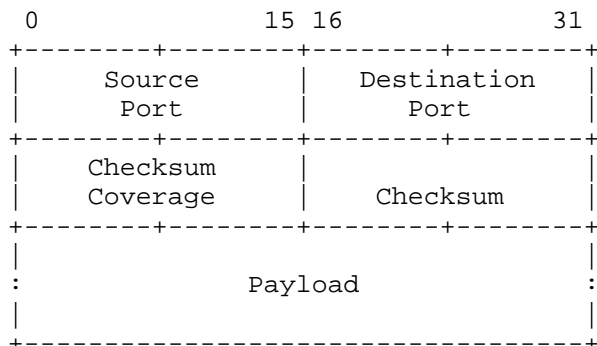 0 15 16 31
+--------+--------+--------+--------+
| Source | Destination |
| Port | Port |
+--------+--------+--------+--------+
| Checksum | |
| Coverage | Checksum |
+--------+--------+--------+--------+
| |
: Payload :
| |
+-----------------------------------+